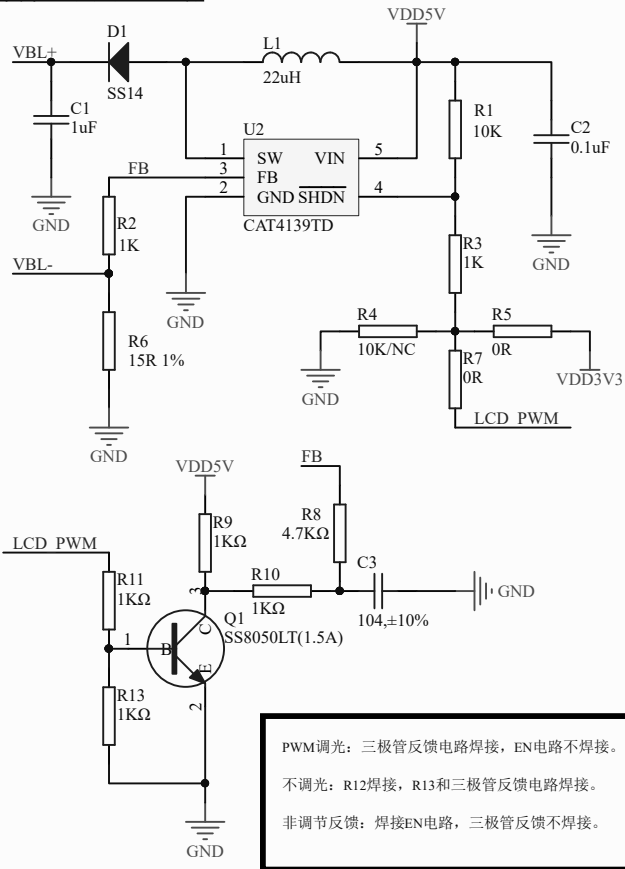 VDD5V
D1
L1
VBL+
SS14
22uH
C1
1uF
R1
10K
C2
0.1uF
U2
1
SW
VIN
5
FB
3
FB
2
GND
SHDN
4
CAT4139TD
GND
R2
1K
R3
1K
GND
VBL-
GND
R4
R5
R6
15R 1%
10K/NC
0R
R7
0R
GND
VDD3V3
LCD_PWM
GND
FB
VDD5V
R9
1KΩ
R8
4.7KΩ
LCD_PWM
C3
R11
1KΩ
R10
1KΩ
GND
3
104,±10%
Q1
SS8050LT(1.5A)
C
1
B
E
R13
1KΩ
2
GND
PWM调光：三极管反馈电路焊接，EN电路不焊接。
不调光：R12焊接，R13和三极管反馈电路焊接。
非调节反馈：焊接EN电路，三极管反馈不焊接。